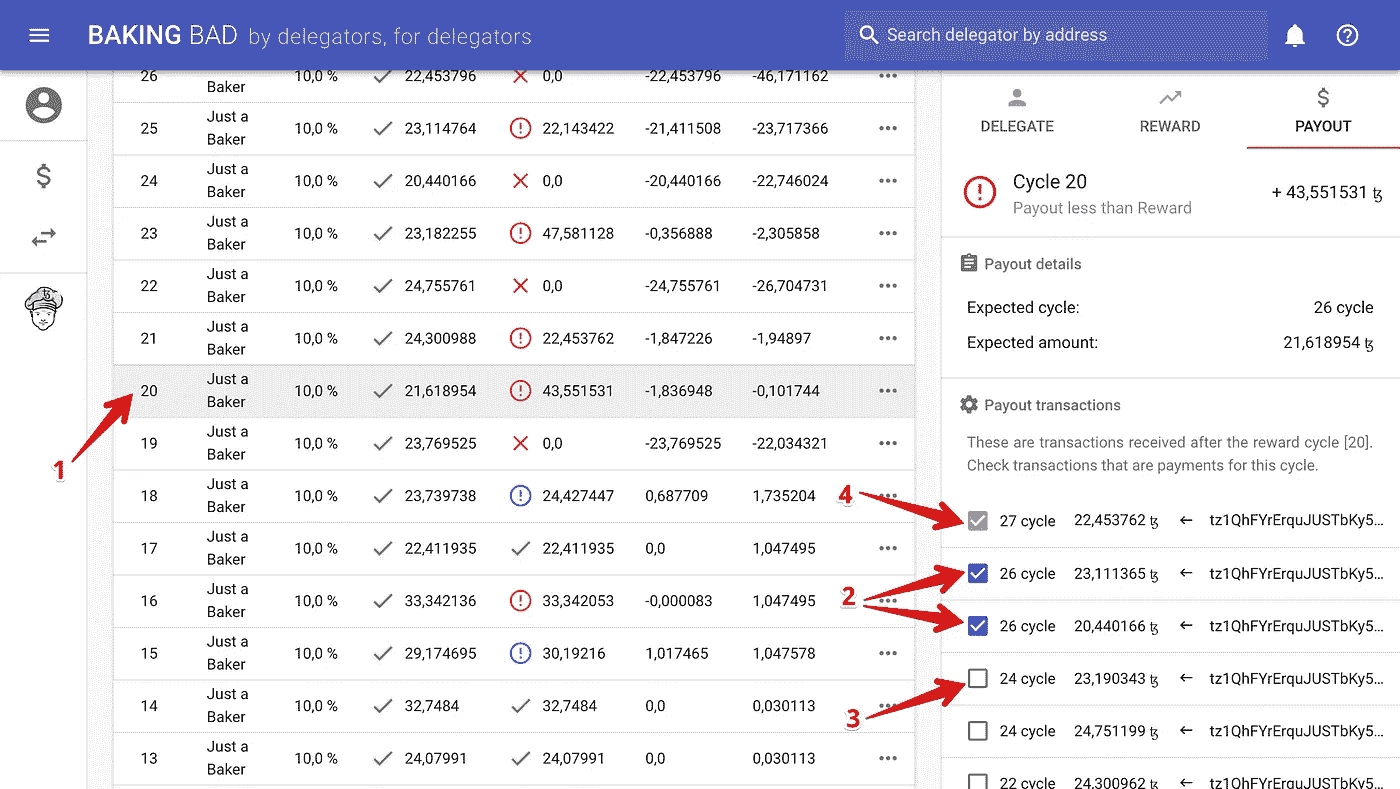 BAKING BAD by delegators, for delegators
Search delegator by address
26 Baker 10,0 % 22,453796 0,0 -22,453796 -46,171162
25 Just a Baker 10,0 % 23,114764 22,143422 -21,411508 -23,717366
24 Just a Baker 10,0 % 20,440166 0,0 -20,440166 -22,746024
23 Just a Baker 10,0 % 23,182255 47,581128 -0,356888 -2,305858
22 Just a Baker 10,0 % 24,755761 0,0 -24,755761 -26,704731
21 Just a Baker 10,0 % 24,300988 22,453762 -1,847226 -1,94897
20 Just a Baker 10,0 % 21,618954 43,551531 -1,836948 -0,101744
19 Just a Baker 10,0 % 23,769525 0,0 -23,769525 -22,034321
18 Just a Baker 10,0 % 23,739738 24,427447 0,687709 1,735204
17 Just a Baker 10,0 % 22,411935 22,411935 0,0 1,047495
16 Just a Baker 10,0 % 33,342136 33,342053 -0,000083 1,047495
15 Just a Baker 10,0 % 29,174695 30,19216 1,017465 1,047578
14 Just a Baker 10,0 % 32,7484 32,7484 0,0 0,030113
13 Just a Baker 10,0 % 24,07991 24,07991 0,0 0,030113
1
DELEGATE REWARD PAYOUT
Cycle 20 + 43,551531 ꜩ
Payout less than Reward
Payout details
Expected cycle: 26 cycle
Expected amount: 21,618954 ꜩ
Payout transactions
These are transactions received after the reward cycle [20].
Check transactions that are payments for this cycle.
4
27 cycle 22,453762 ꜩ ← tz1QhFYrErquJUSTbKy5...
2
26 cycle 23,111365 ꜩ ← tz1QhFYrErquJUSTbKy5...
26 cycle 20,440166 ꜩ ← tz1QhFYrErquJUSTbKy5...
3
24 cycle 23,190343 ꜩ ← tz1QhFYrErquJUSTbKy5...
24 cycle 24,751199 ꜩ ← tz1QhFYrErquJUSTbKy5...
22 cycle 24,300962 ꜩ ← tz1QhFYrErquJUSTbKy5...